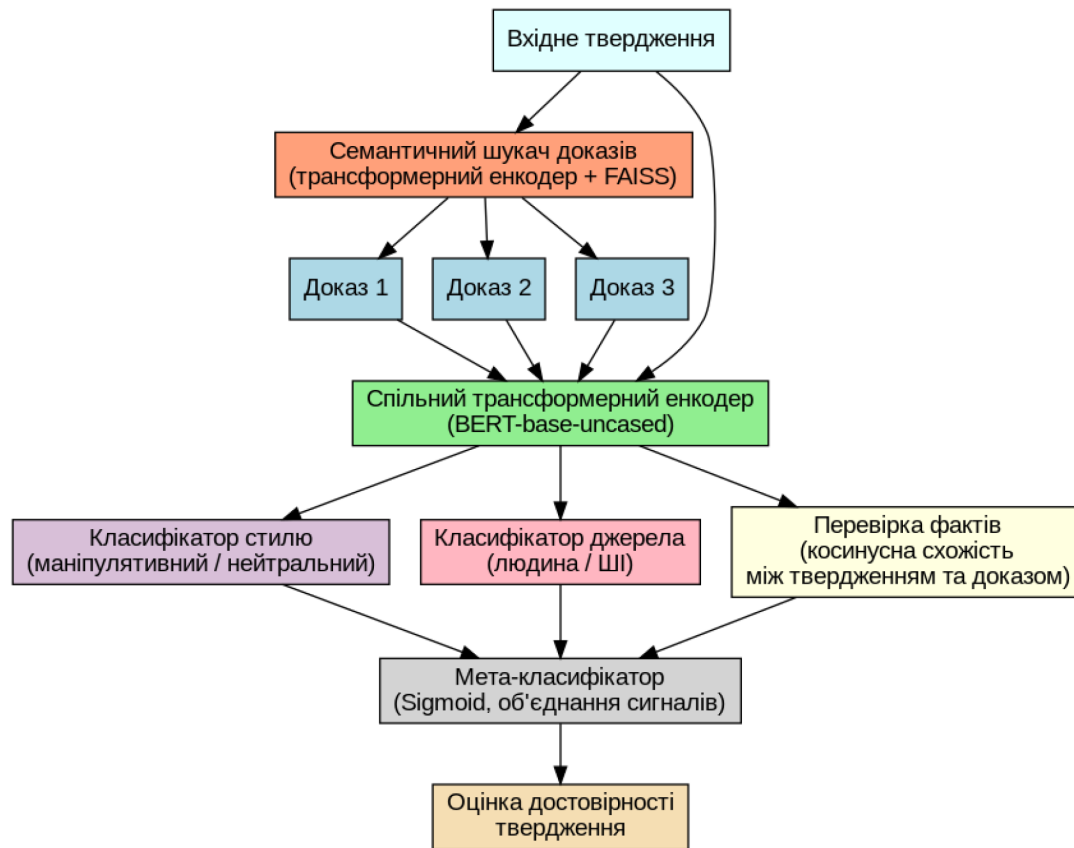 Вхідне твердження
Семантичний шукач доказів
(трансформерний енкодер + FAISS)
Доказ 1
Доказ 2
Доказ 3
Спільний трансформерний енкодер
(BERT-base-uncased)
Класифікатор стилю
(маніпулятивний / нейтральний)
Класифікатор джерела
(людина / ШІ)
Перевірка фактів
(косинусна схожість
між твердженням та доказом)
Мета-класифікатор
(Sigmoid, об'єднання сигналів)
Оцінка достовірності
твердження